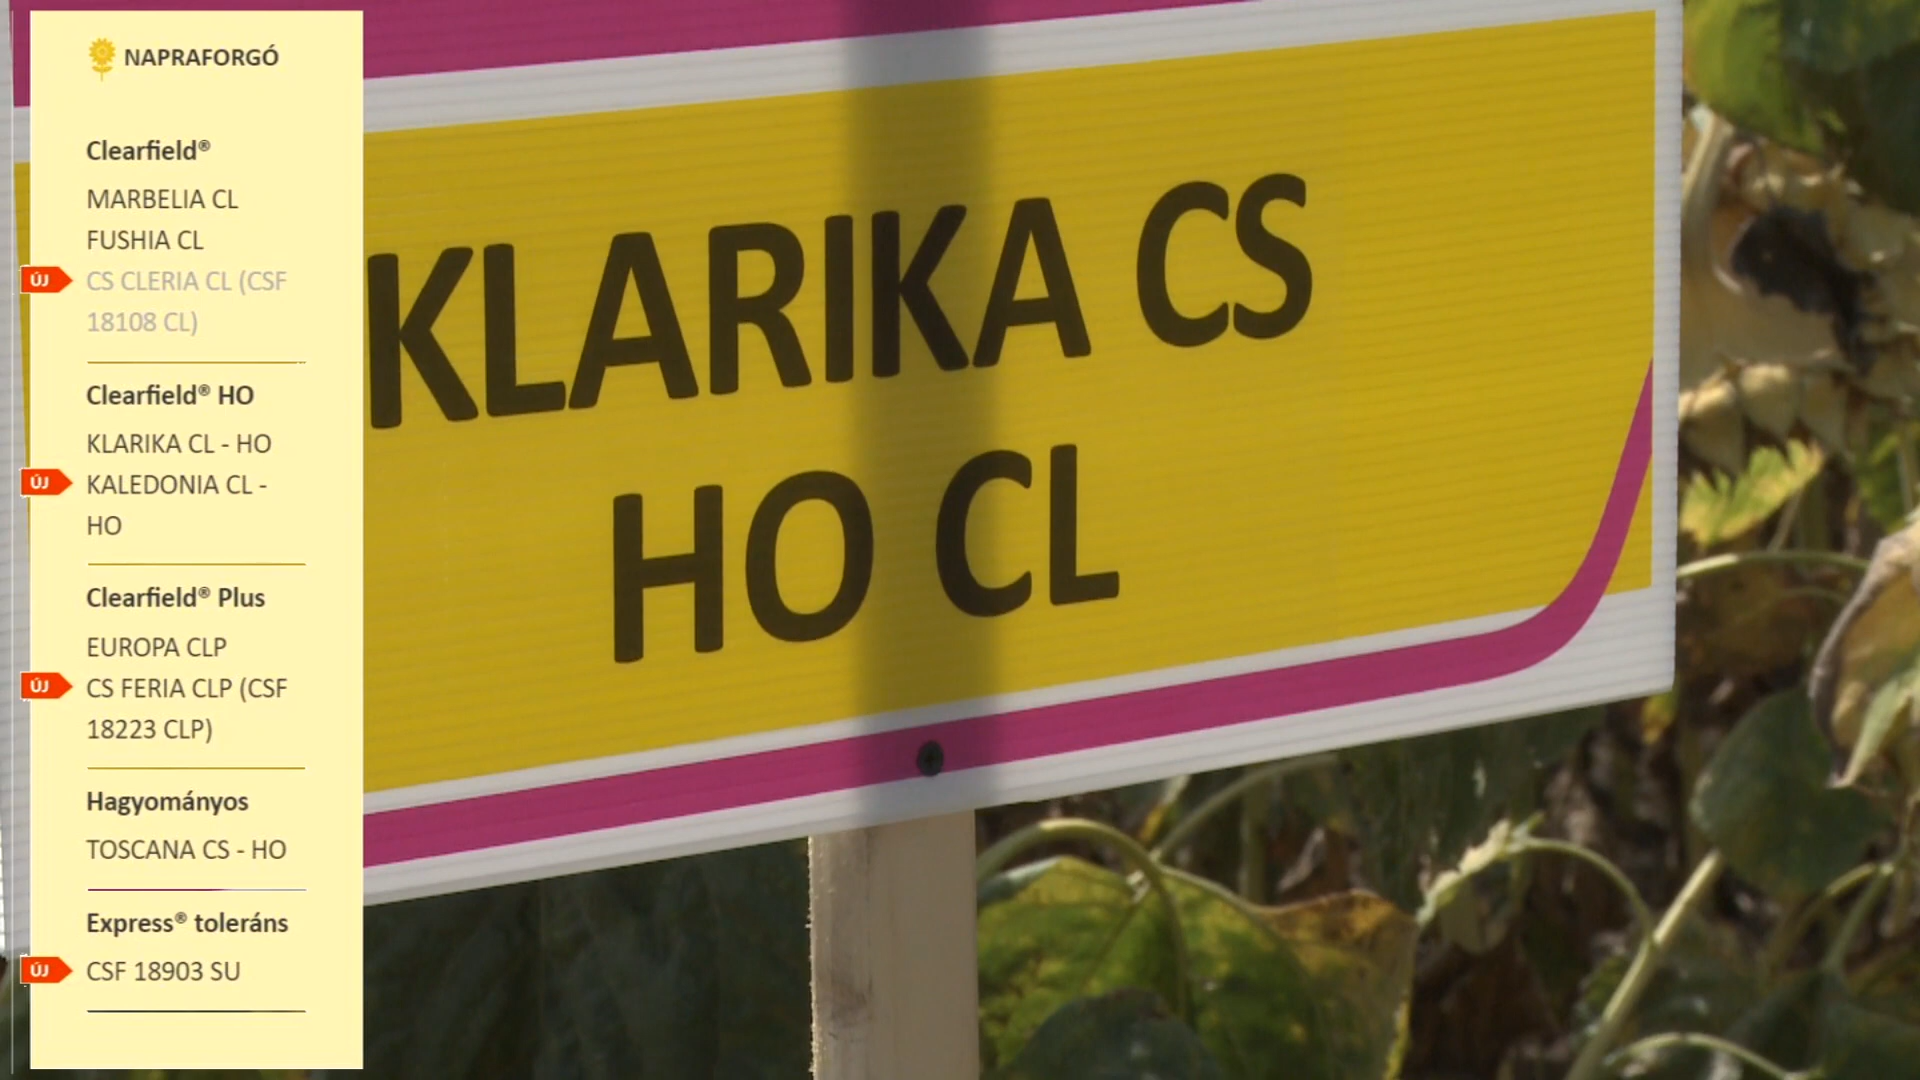 NAPRAFORGÓ
Clearfield®
MARBELIA CL
FUSHIA CL
ÚJ CS CLERIA CL (CSF
18108 CL)
Clearfield® HO
KLARIKA CL - HO
ÚJ KALEDONIA CL -
HO
Clearfield® Plus
EUROPA CLP
ÚJ CS FERIA CLP (CSF
18223 CLP)
Hagyományos
TOSCANA CS - HO
Express® toleráns
ÚJ CSF 18903 SU
KLARIKA CS
HO CL